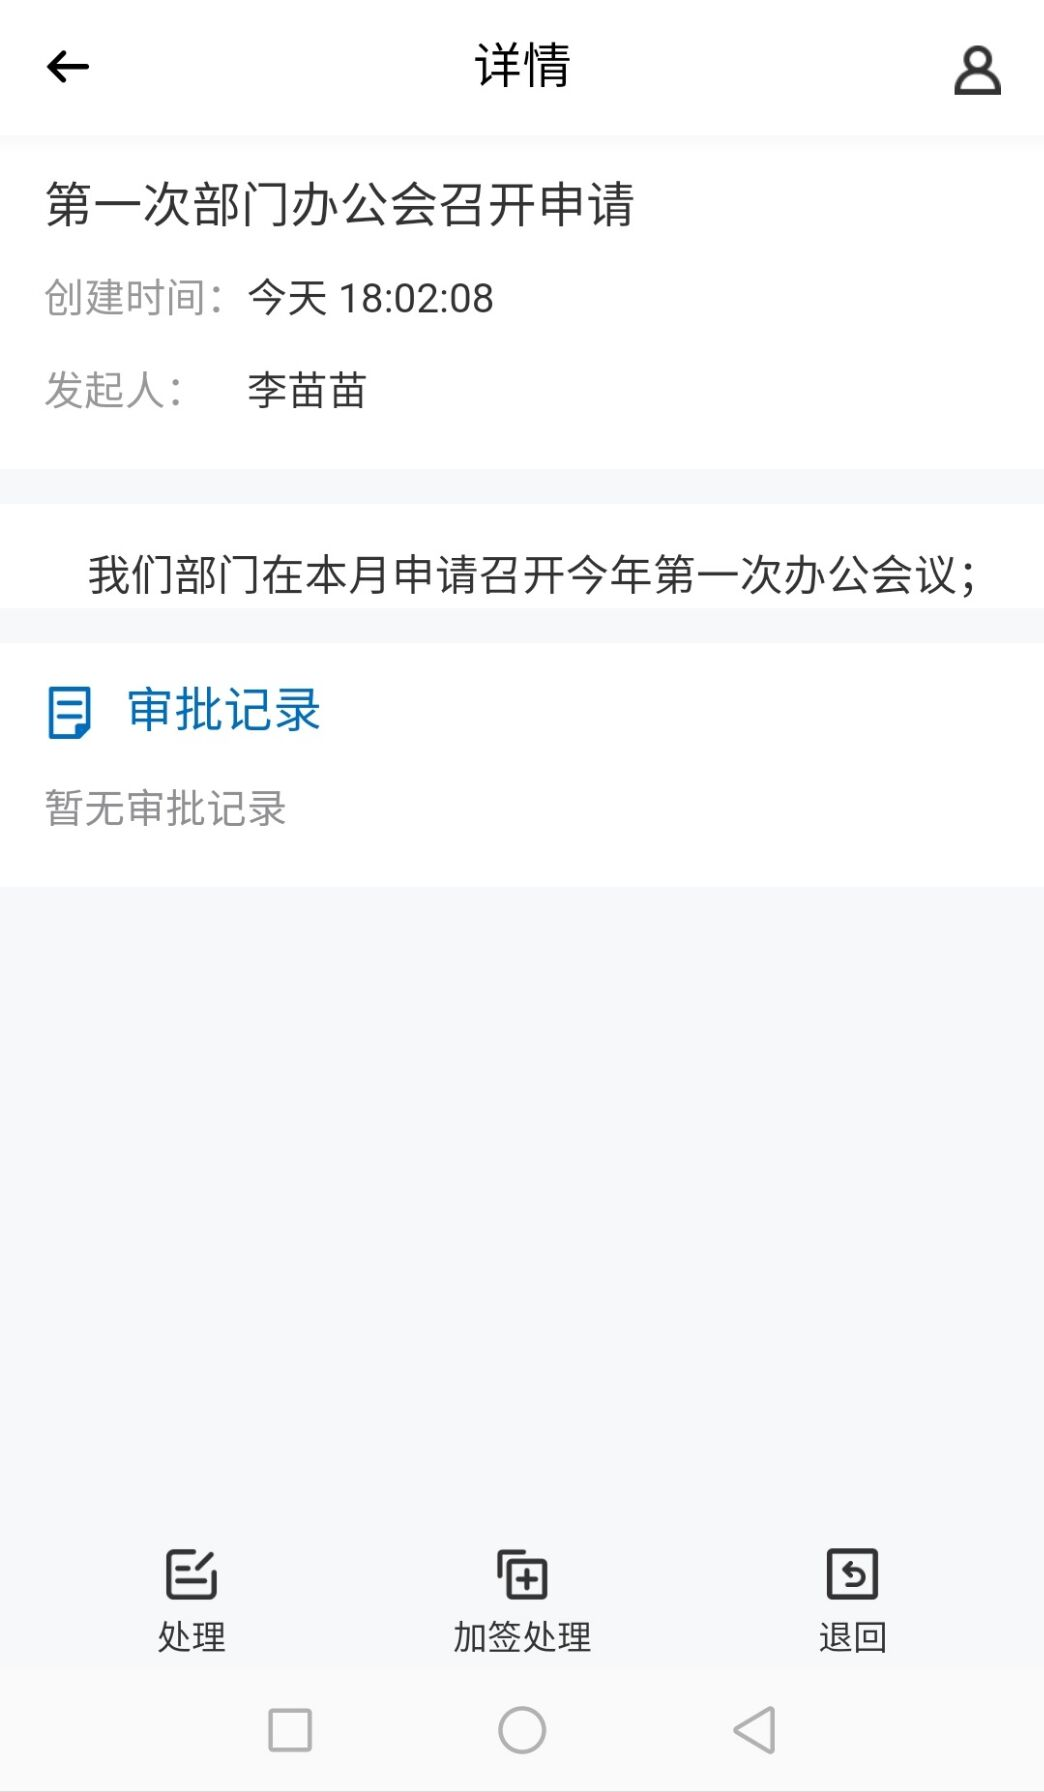 详情
第一次部门办公会召开申请
创建时间：今天 18:02:08
发起人：李苗苗
我们部门在本月申请召开今年第一次办公会议；
审批记录
暂无审批记录
处理 加签处理 退回